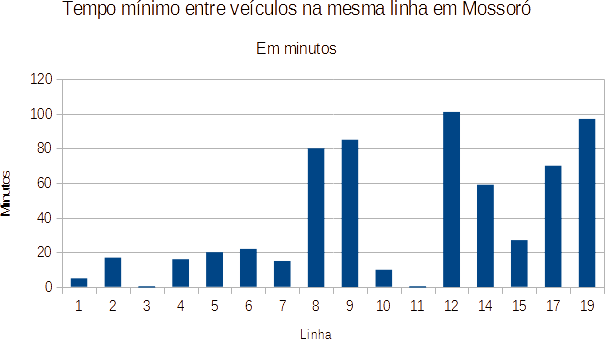 Tempo mínimo entre veículos na mesma linha em Mossoró
Em minutos
120
100
80
60
40
20
0
Minutos
1 2 3 4 5 6 7 8 9 10 11 12 14 15 17 19
Linha